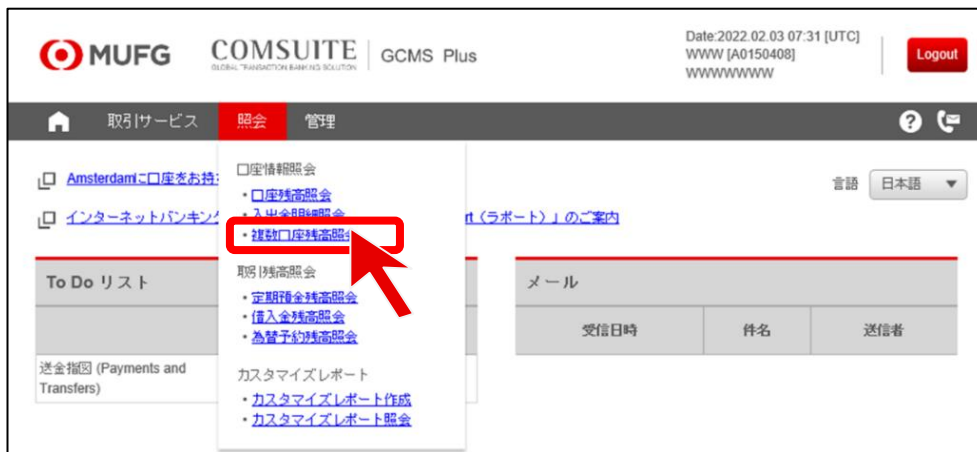 MUFG
COMSUITE
GLOBAL TRANSACTION BANKING SOLUTION
GCMS Plus
Date:2022.02.03 07:31 [UTC]
WWW [A0150408]
WWWWWWWW
Logout
取引サービス
照会
管理
Amsterdamに口座をお持
言語
日本語
インターネットバンキング
rt（ラポート）」のご案内
口座情報照会
・口座残高照会
・入出金明細照会
・複数口座残高照
取引残高照会
・定期預金残高照会
・借入金残高照会
・為替予約残高照会
カスタマイズレポート
・カスタマイズレポート作成
・カスタマイズレポート照会
To Do リスト
送金指図 (Payments and
Transfers)
メール
受信日時
件名
送信者